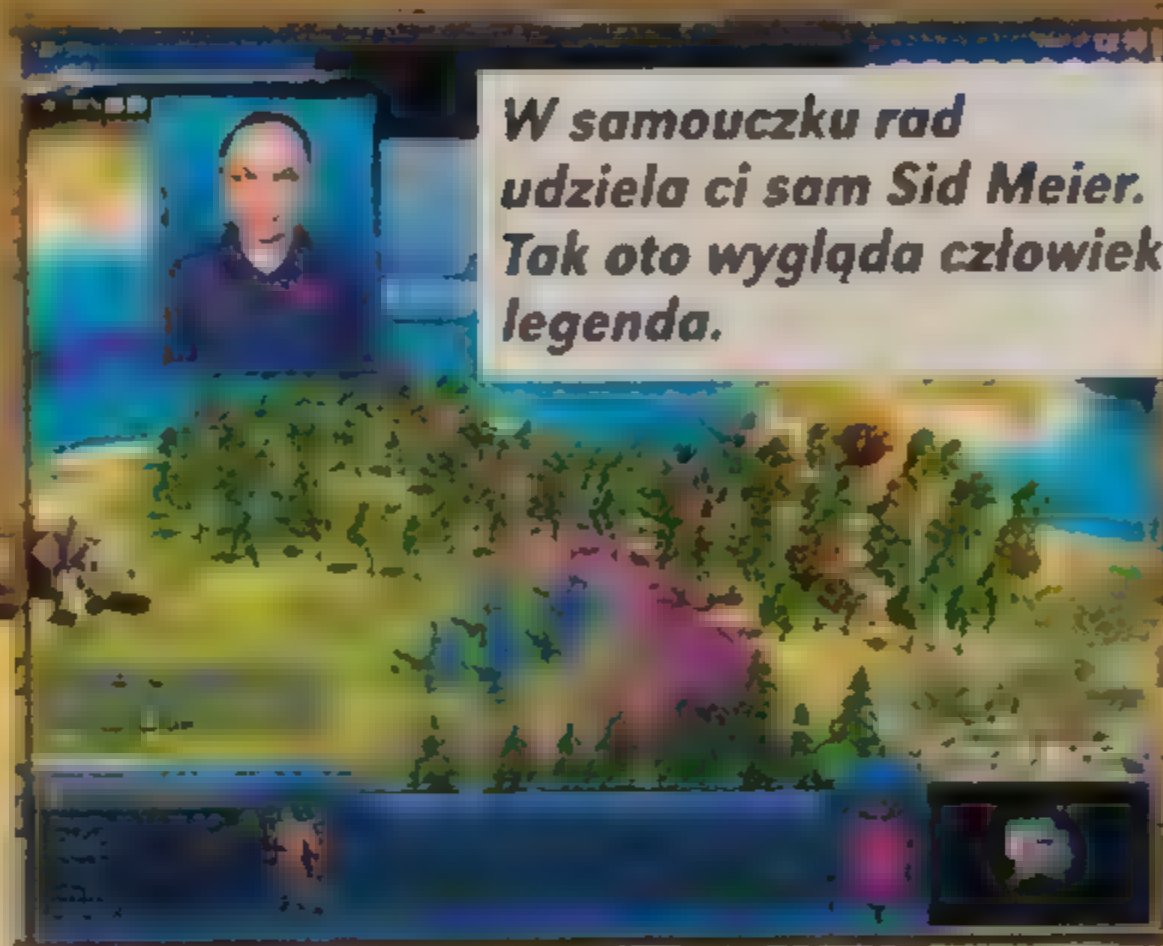 W samouczku rad
udziela ci sam Sid Meier.
Tak oto wygląda człowiek
legenda.